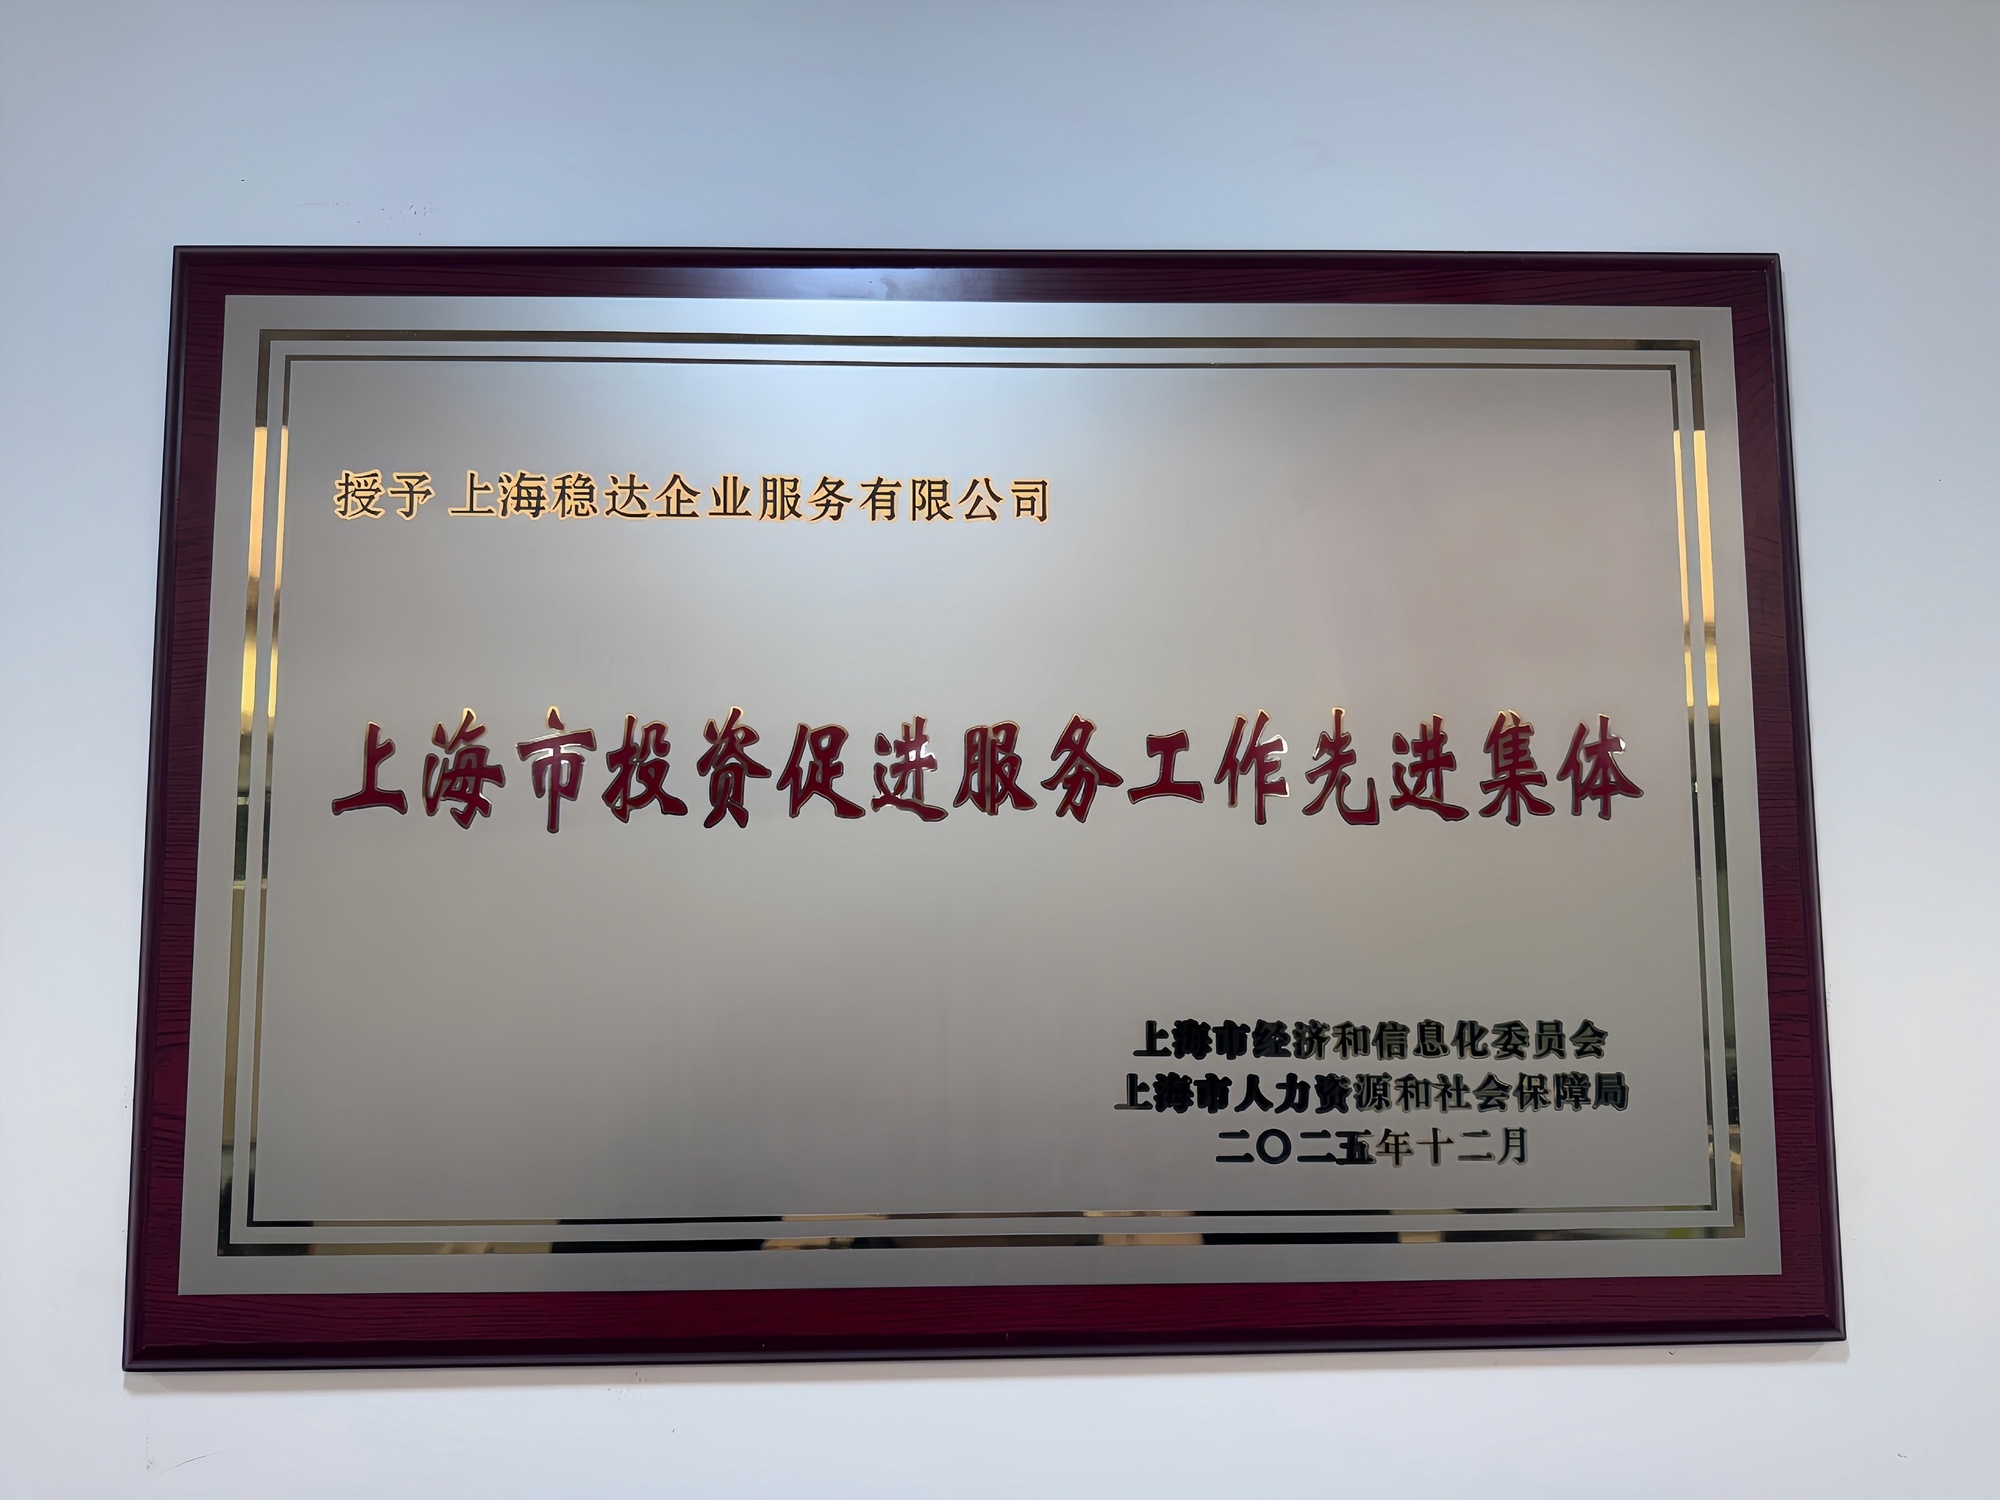 授予 上海稳达企业服务有限公司
上海市投资促进服务工作先进集体
上海市经济和信息化委员会
上海市人力资源和社会保障局
二〇二五年十二月